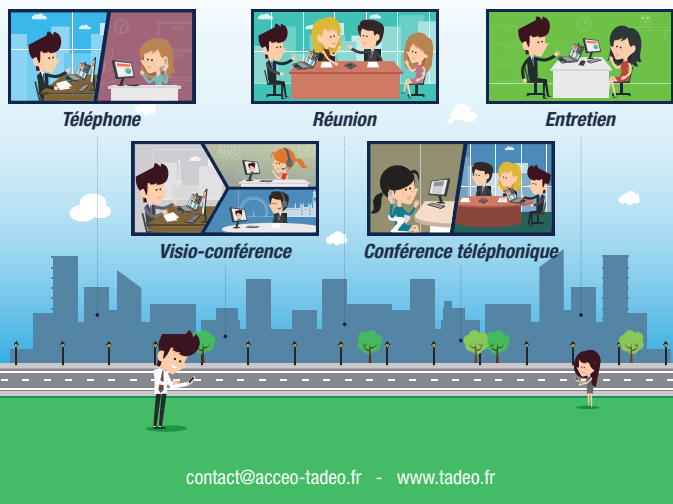 Téléphone
Réunion
Entretien
Visio-conférence
Conférence téléphonique
contact@acceo-tadeo.fr - www.tadeo.fr